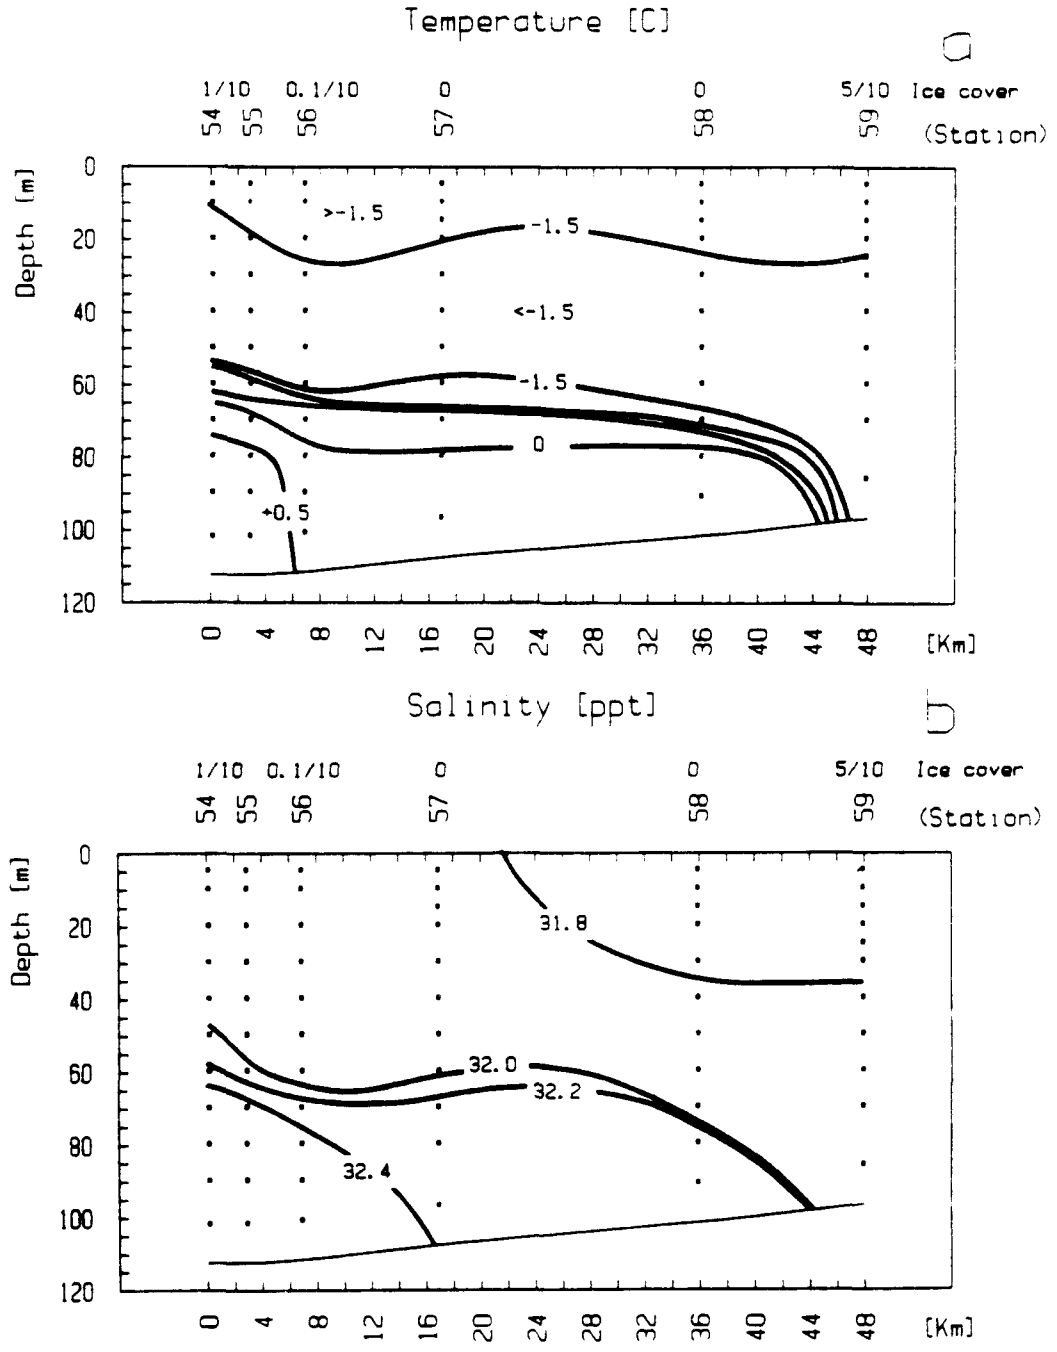 Temperature [C]
a
1/10 0.1/10 0 0 5/10 Ice cover
54 55 56 57 58 59 (Station)
Depth [m]
0
20
40
60
80
100
120
>-1.5
-1.5
<-1.5
-1.5
0
+0.5
0 4 8 12 16 20 24 28 32 36 40 44 48 [Km]
Salinity [ppt]
b
1/10 0.1/10 0 0 5/10 Ice cover
54 55 56 57 58 59 (Station)
Depth [m]
0
20
40
60
80
100
120
31.8
32.0
32.2
32.4
0 4 8 12 16 20 24 28 32 36 40 44 48 [Km]